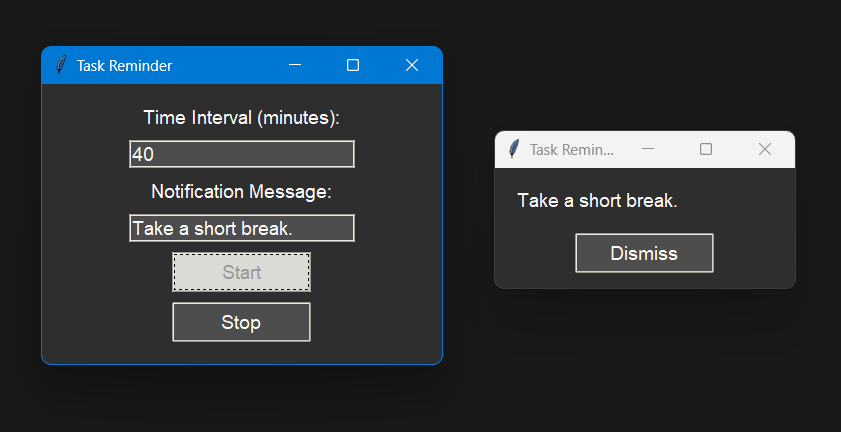 Task Reminder
Time Interval (minutes):
40
Notification Message:
Take a short break.
Start
Stop
Task Remin...
Take a short break.
Dismiss